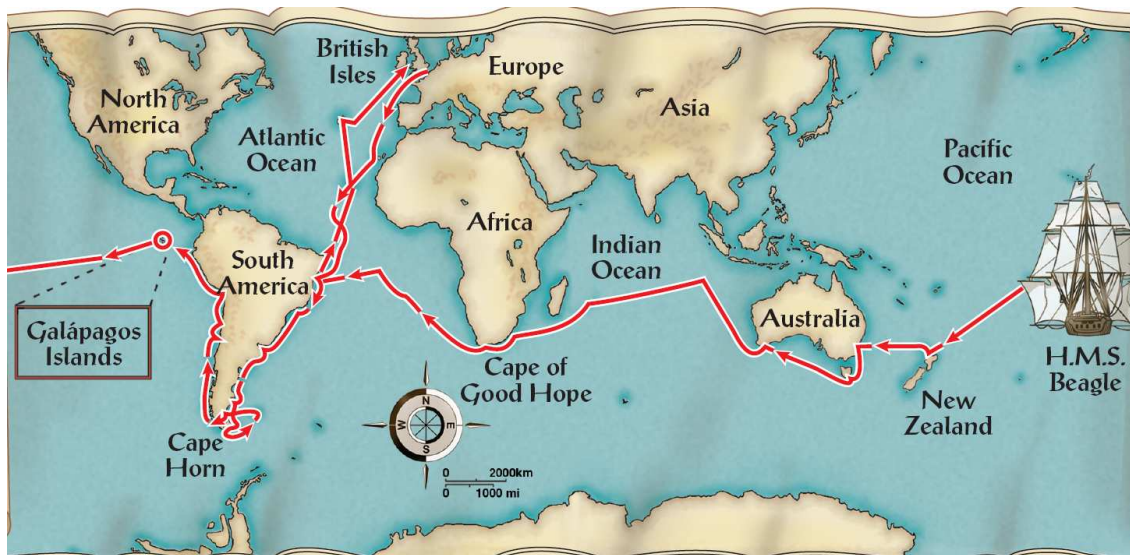 British
Isles
Europe
North
America
Asia
Atlantic
Ocean
Pacific
Ocean
Africa
Indian
Ocean
South
America
Galápagos
Islands
Australia
H.M.S.
Beagle
Cape of
Good Hope
New
Zealand
Cape
Horn
N
W
E
S
0 2000km
0 1000 mi